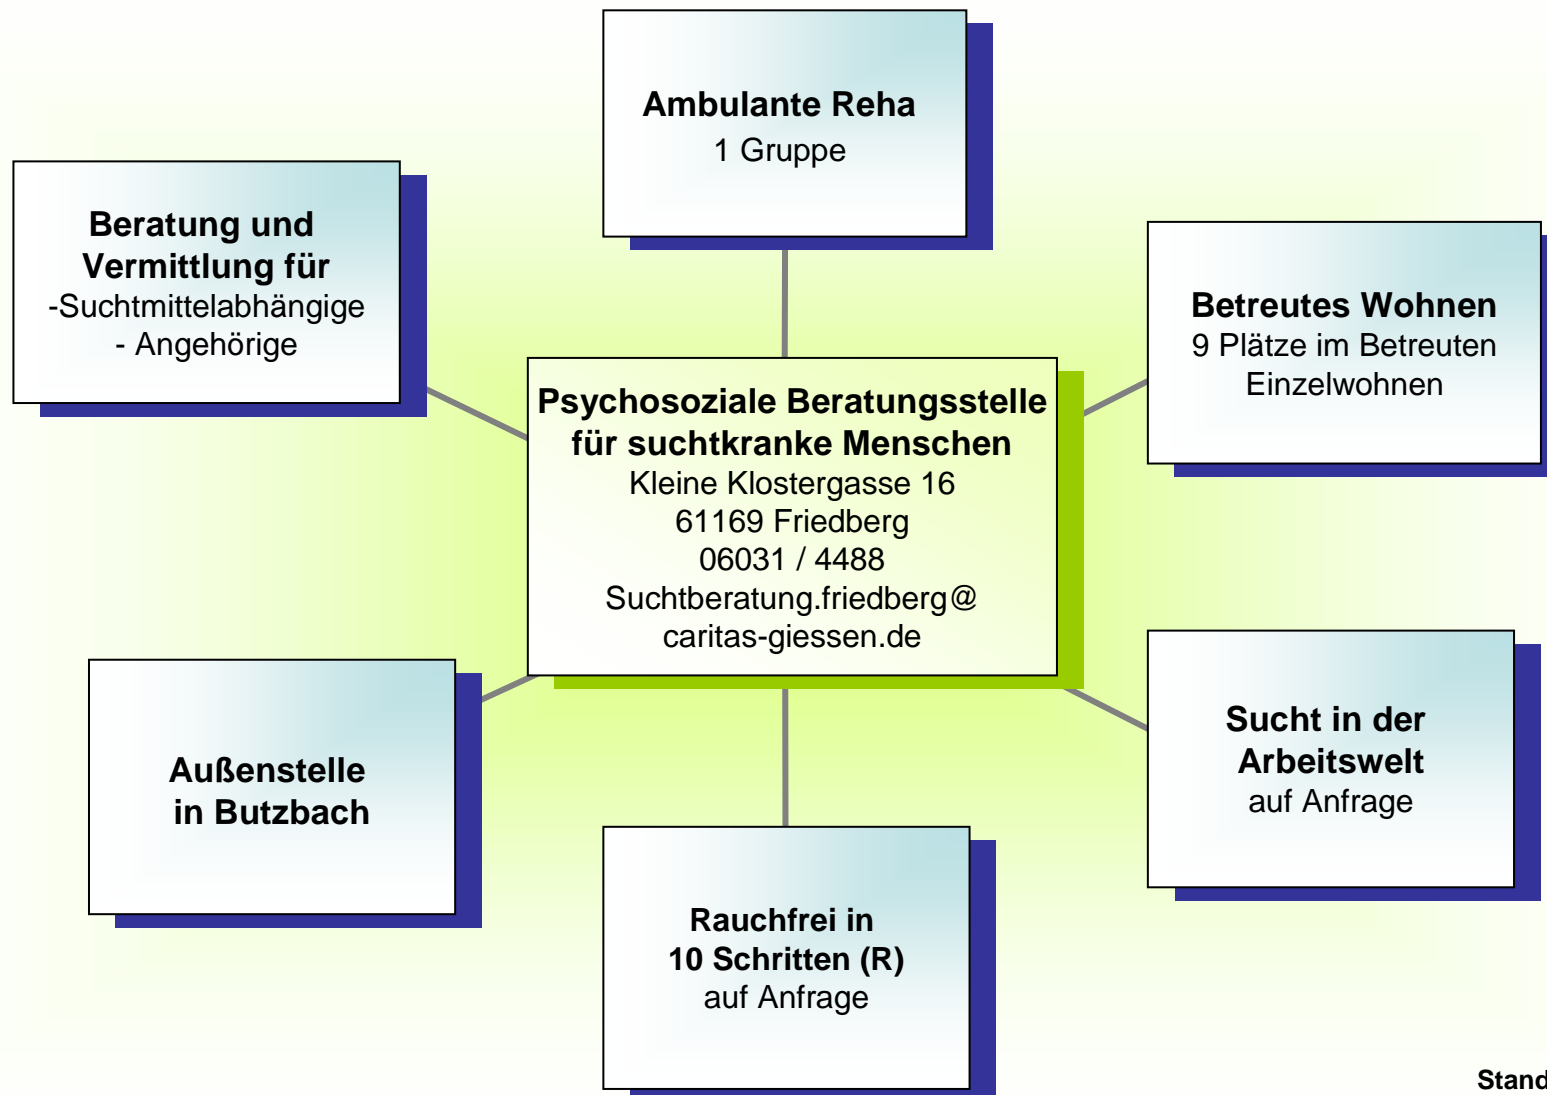 Ambulante Reha
1 Gruppe
Beratung und
Vermittlung für
-Suchtmittelabhängige
- Angehörige
Betreutes Wohnen
9 Plätze im Betreuten
Einzelwohnen
Psychosoziale Beratungsstelle
für suchtkranke Menschen
Kleine Klostergasse 16
61169 Friedberg
06031 / 4488
Suchtberatung.friedberg@
caritas-giessen.de
Außenstelle
in Butzbach
Sucht in der
Arbeitswelt
auf Anfrage
Rauchfrei in
10 Schritten (R)
auf Anfrage
Stand